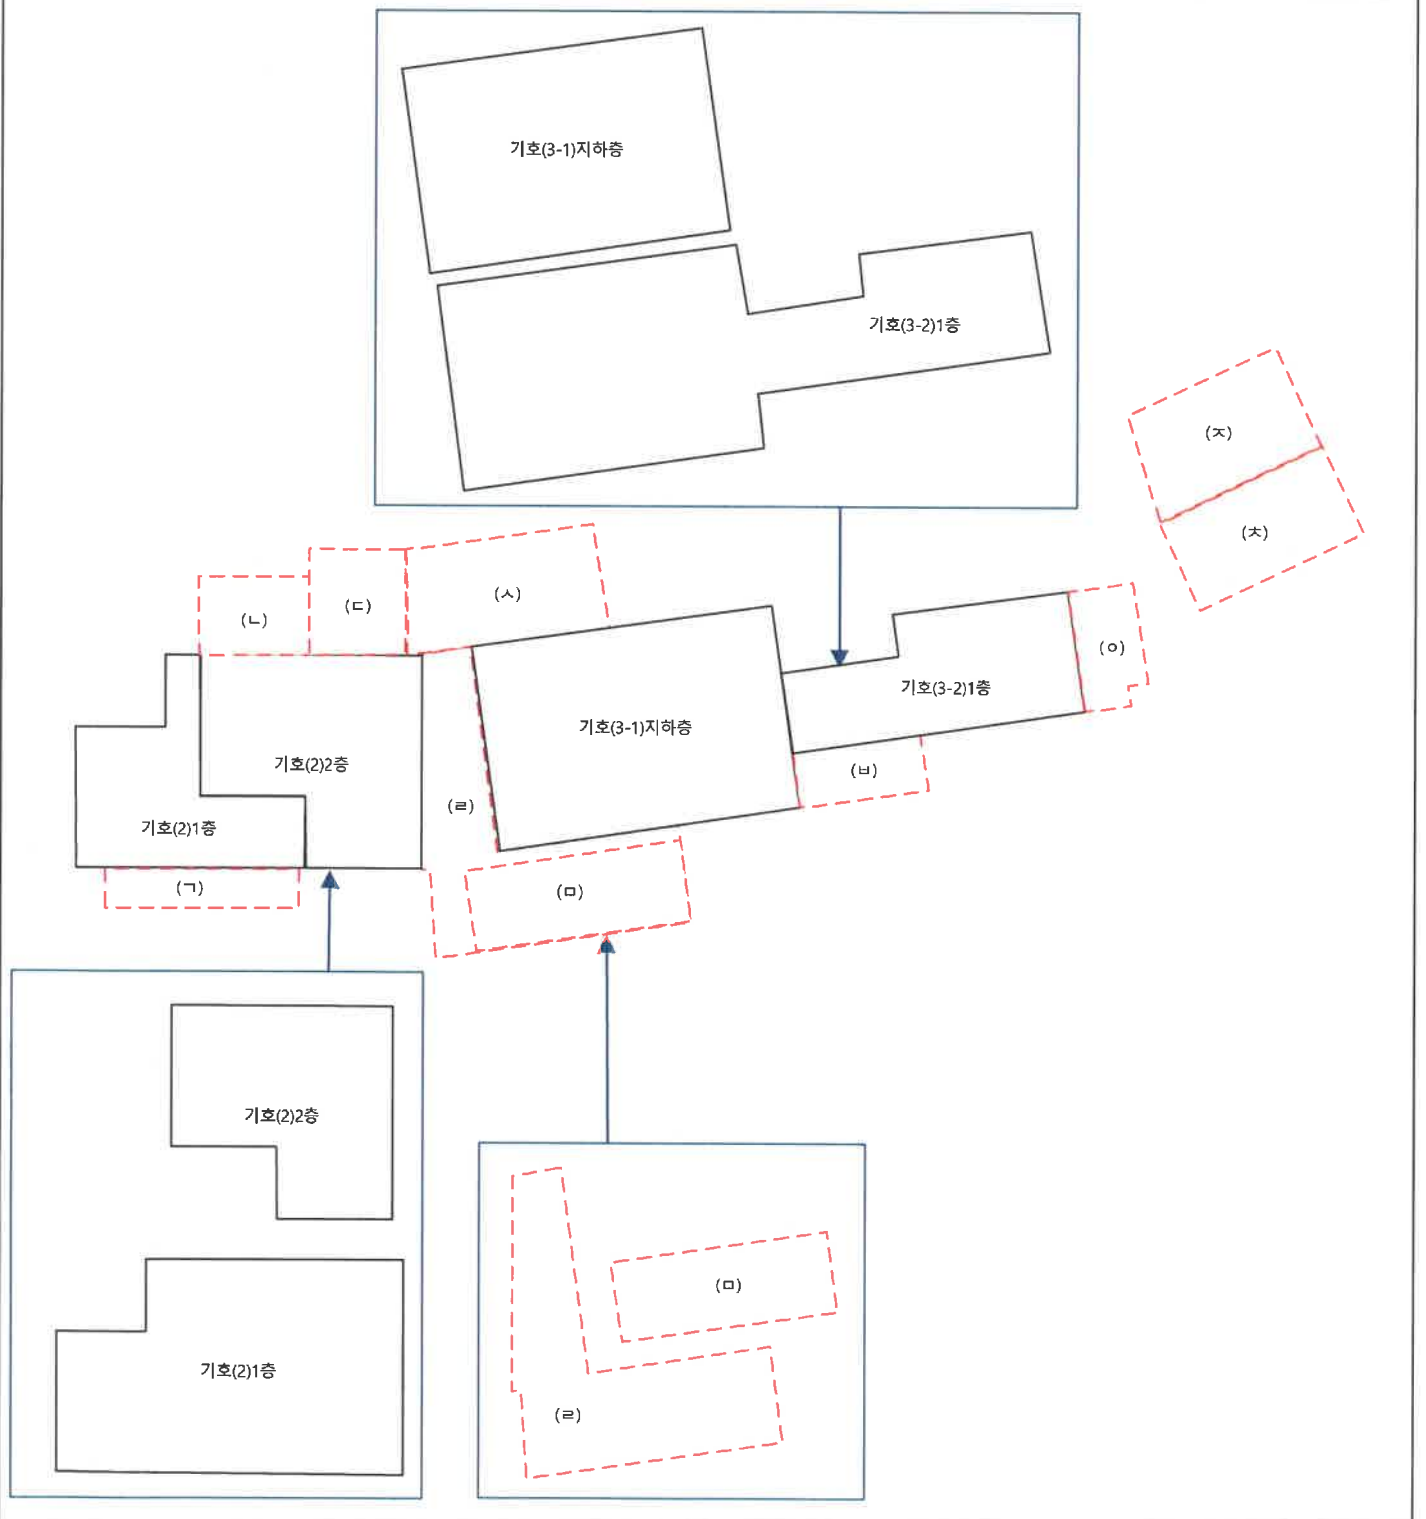 기호(3-1)지하층
기호(3-2)1층
(ㅈ)
(ㅊ)
(ㄴ)
(ㄷ)
(ㅅ)
(ㅇ)
기호(3-2)1층
기호(3-1)지하층
기호(2)2층
(ㅂ)
(ㄹ)
기호(2)1층
(ㄱ)
(ㅁ)
기호(2)2층
기호(2)1층
(ㅁ)
(ㄹ)